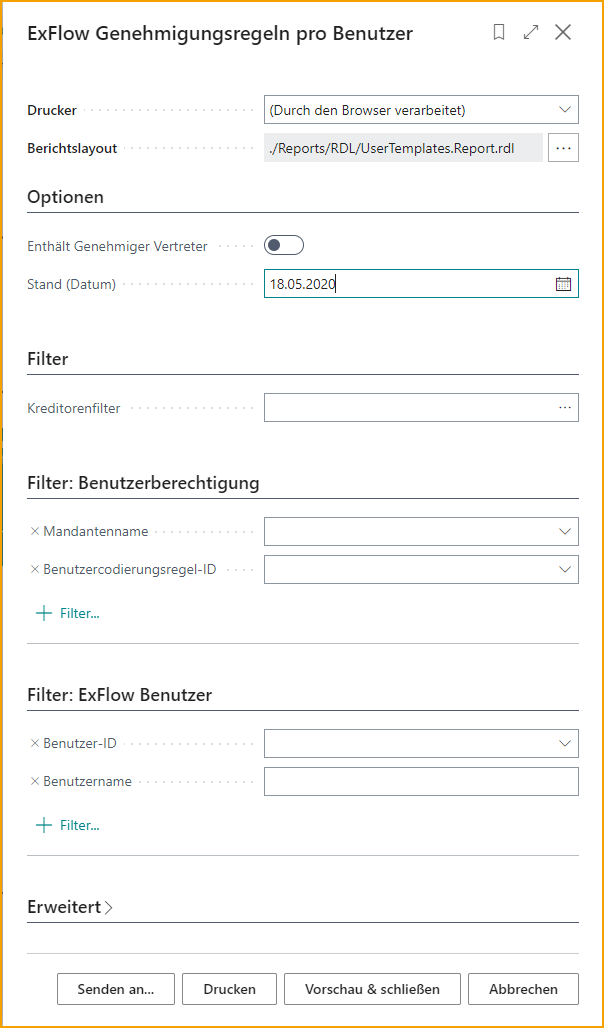 ExFlow Genehmigungsregeln pro Benutzer
Drucker (Durch den Browser verarbeitet)
Berichtslayout ./Reports/RDL/UserTemplates.Report.rdl ...
Optionen
Enthält Genehmiger Vertreter
Stand (Datum) 18.05.2020
Filter
Kreditorenfilter ...
Filter: Benutzerberechtigung
× Mandantenname
× Benutzercodierungsregel-ID
+ Filter...
Filter: ExFlow Benutzer
× Benutzer-ID
× Benutzername
+ Filter...
Erweitert >
Senden an... Drucken Vorschau & schließen Abbrechen